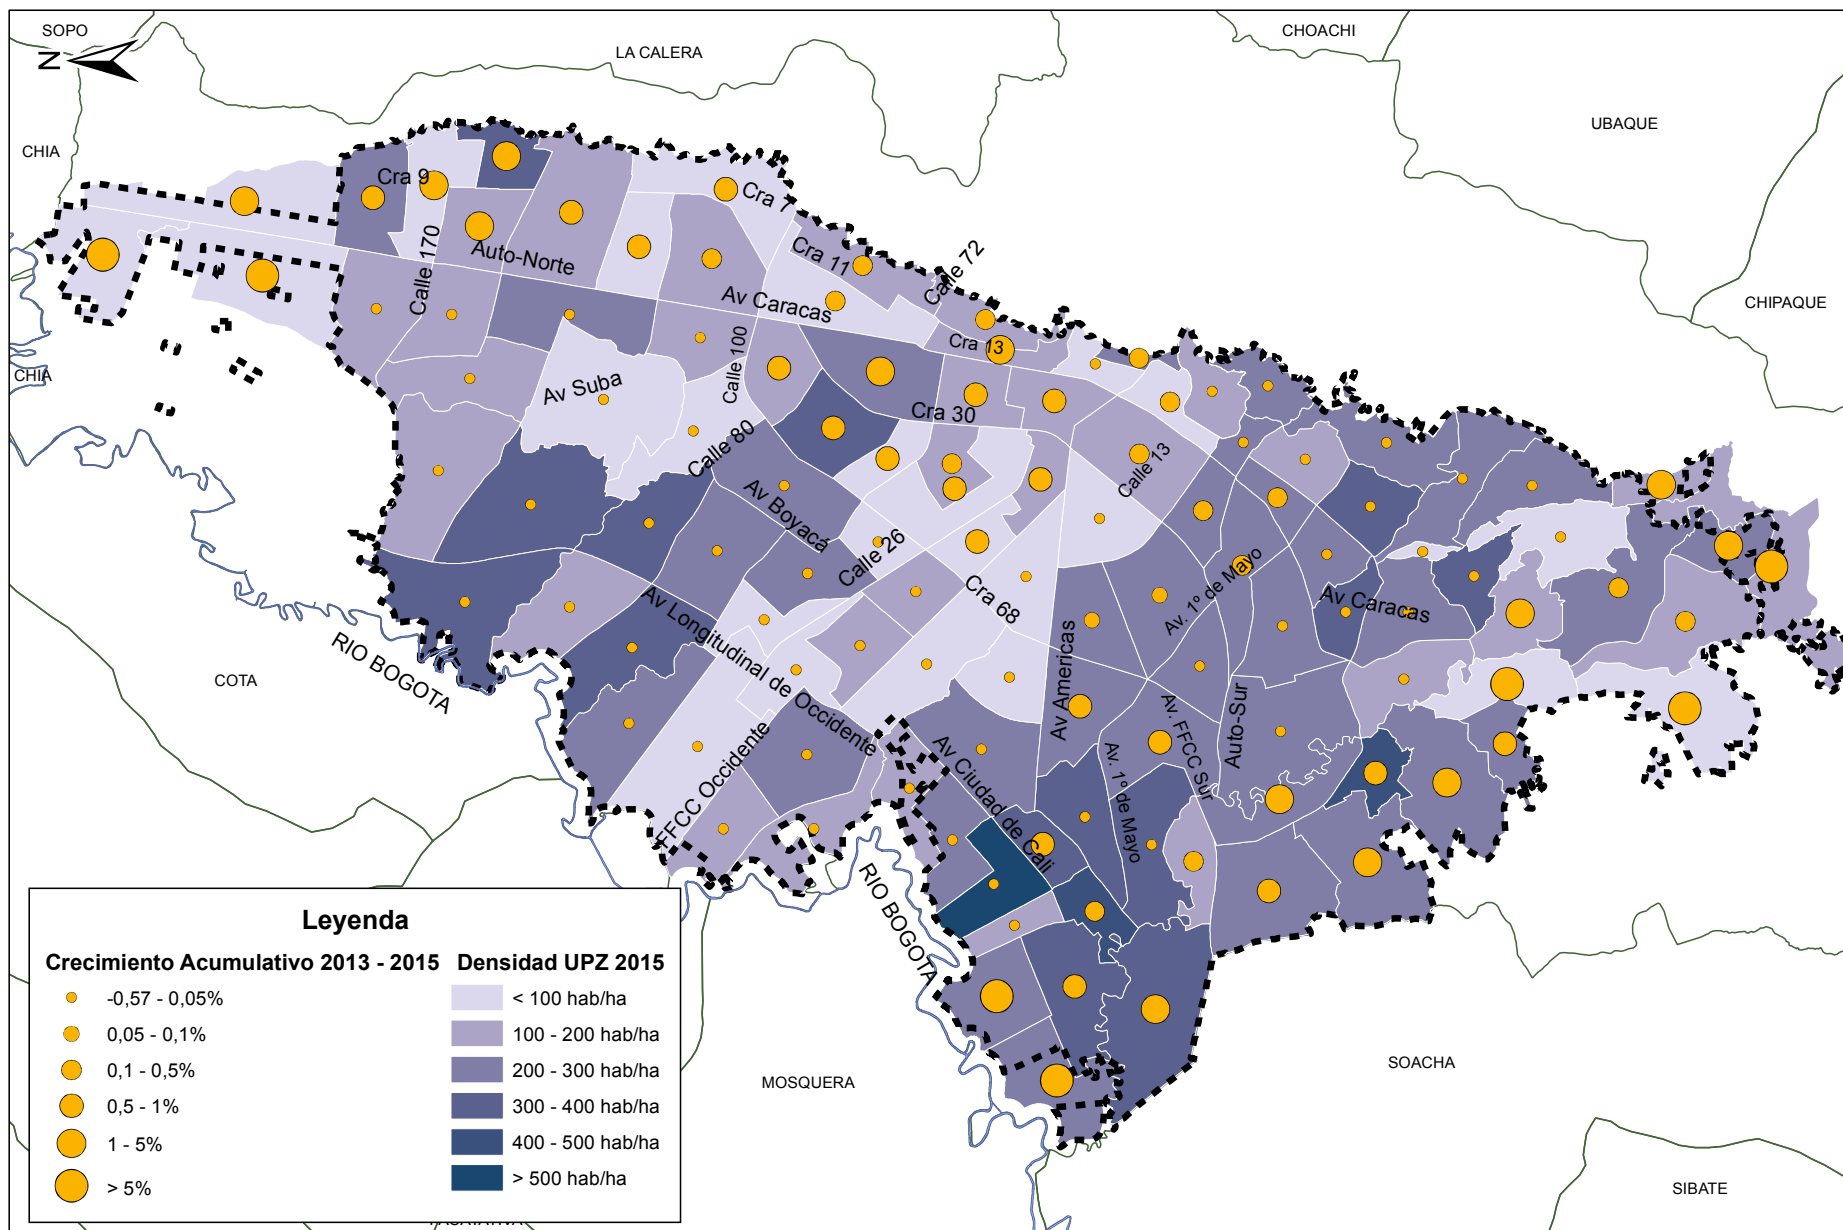 SOPO
N
LA CALERA
CHOACHI
UBAQUE
CHIA
CHIPAQUE
CHIA
Cra 9
Cra 7
Calle 170
Auto-Norte
Cra 11
Calle 72
Av Caracas
Cra 13
Calle 100
Av Suba
Cra 30
Calle 80
Calle 13
Av Boyacá
Calle 26
Av. 1º de Mayo
Cra 68
Av Caracas
Av Longitudinal de Occidente
RIO BOGOTA
COTA
Av Americas
Auto-Sur
Av. FFCC Sur
FFCC Occidente
Av Ciudad de Cali
Av. 1º de Mayo
RIO BOGOTA
MOSQUERA
SOACHA
SIBATE
Leyenda
Crecimiento Acumulativo 2013 - 2015
-0,57 - 0,05%
0,05 - 0,1%
0,1 - 0,5%
0,5 - 1%
1 - 5%
> 5%
Densidad UPZ 2015
< 100 hab/ha
100 - 200 hab/ha
200 - 300 hab/ha
300 - 400 hab/ha
400 - 500 hab/ha
> 500 hab/ha